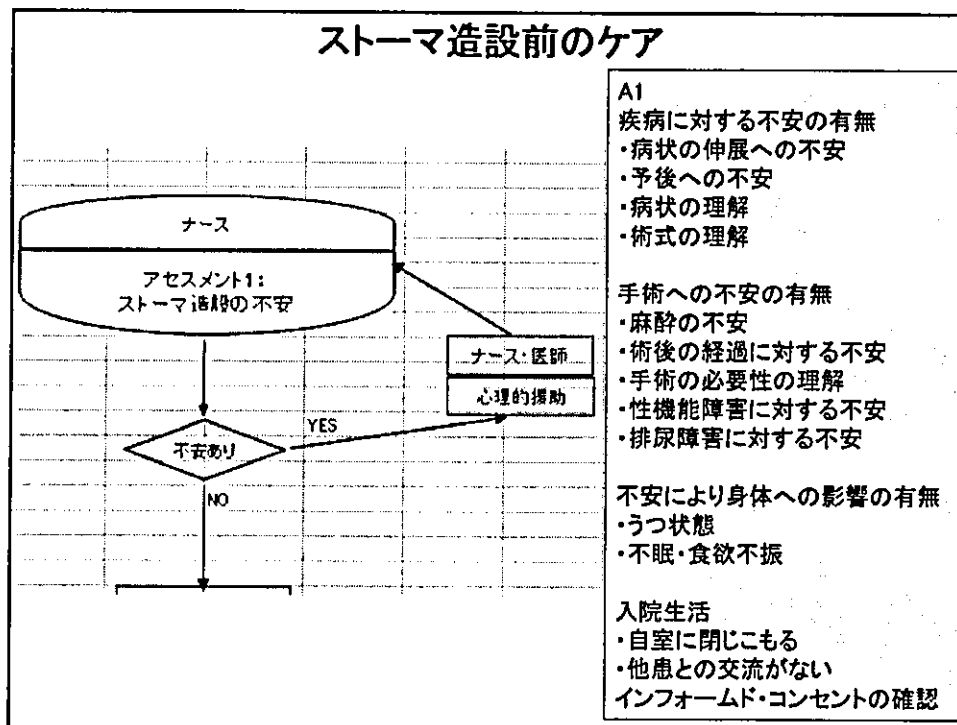 ストーマ造設前のケア
ナース
アセスメント1:
ストーマ造設の不安
ナース・医師
心理的援助
YES
不安あり
NO
A1
疾病に対する不安の有無
・病状の伸展への不安
・予後への不安
・病状の理解
・術式の理解
手術への不安の有無
・麻酔の不安
・術後の経過に対する不安
・手術の必要性の理解
・性機能障害に対する不安
・排尿障害に対する不安
不安により身体への影響の有無
・うつ状態
・不眠・食欲不振
入院生活
・自室に閉じこもる
・他患との交流がない
インフォームド・コンセントの確認